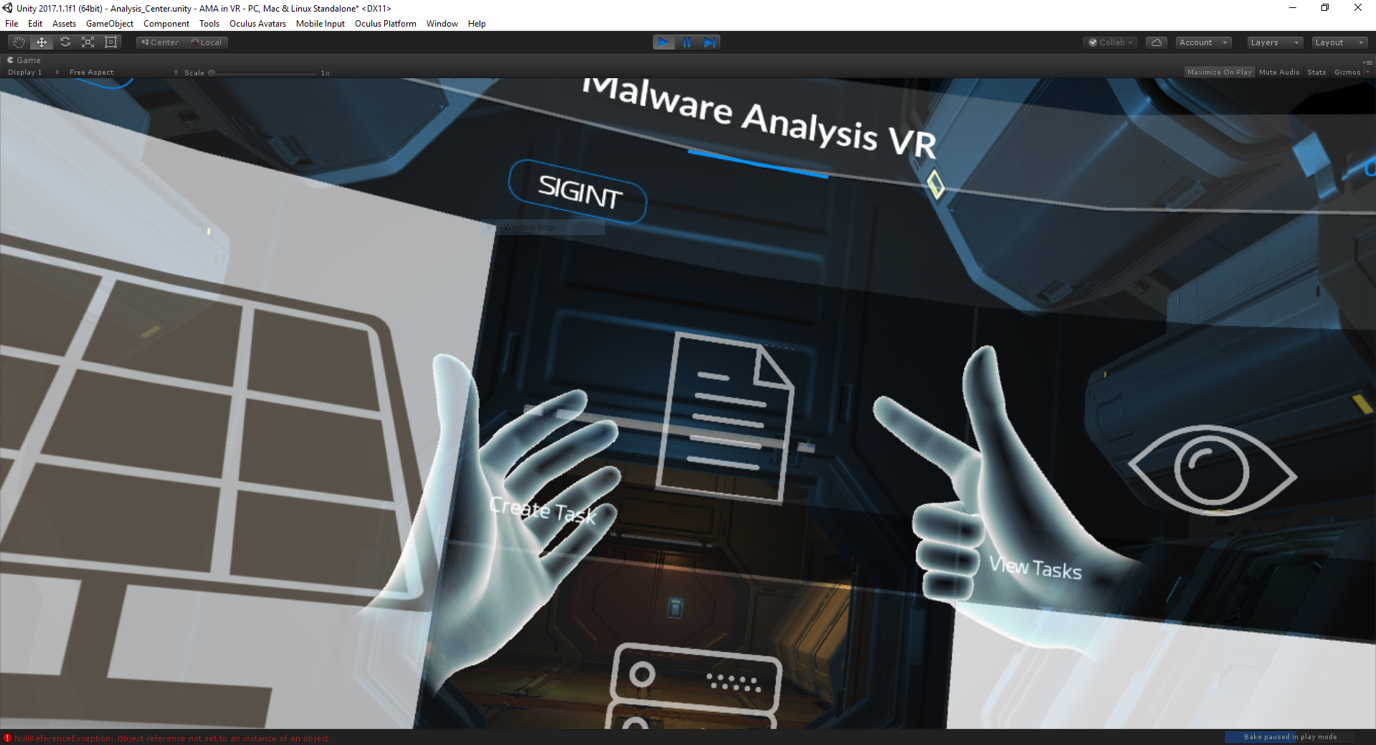 Unity 2017.1.1f1 (64bit) - Analysis_Center.unity - AMA in VR - PC, Mac & Linux Standalone* <DX11>
File Edit Assets GameObject Component Tools Oculus Avatars Mobile Input Oculus Platform Window Help
Center Local Collab Account Layers Layout
Game
Display 1 Free Aspect Scale 1x Maximize On Play Mute Audio Stats Gizmos
Malware Analysis VR
SIGINT
Window Snip
Create Task
View Tasks
NullReferenceException: Object reference not set to an instance of an object
Bake paused in play mode